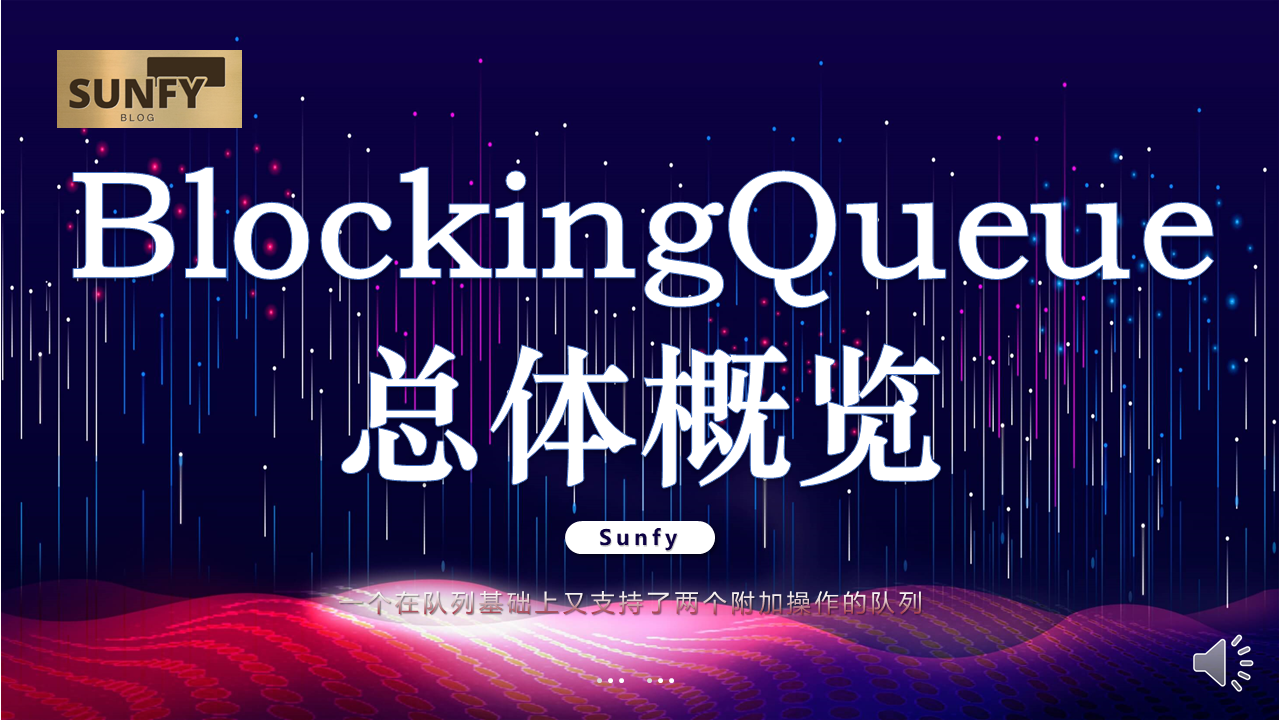 SUNFY
BLOG
BlockingQueue
总体概览
Sunfy
一个在队列基础上又支持了两个附加操作的队列